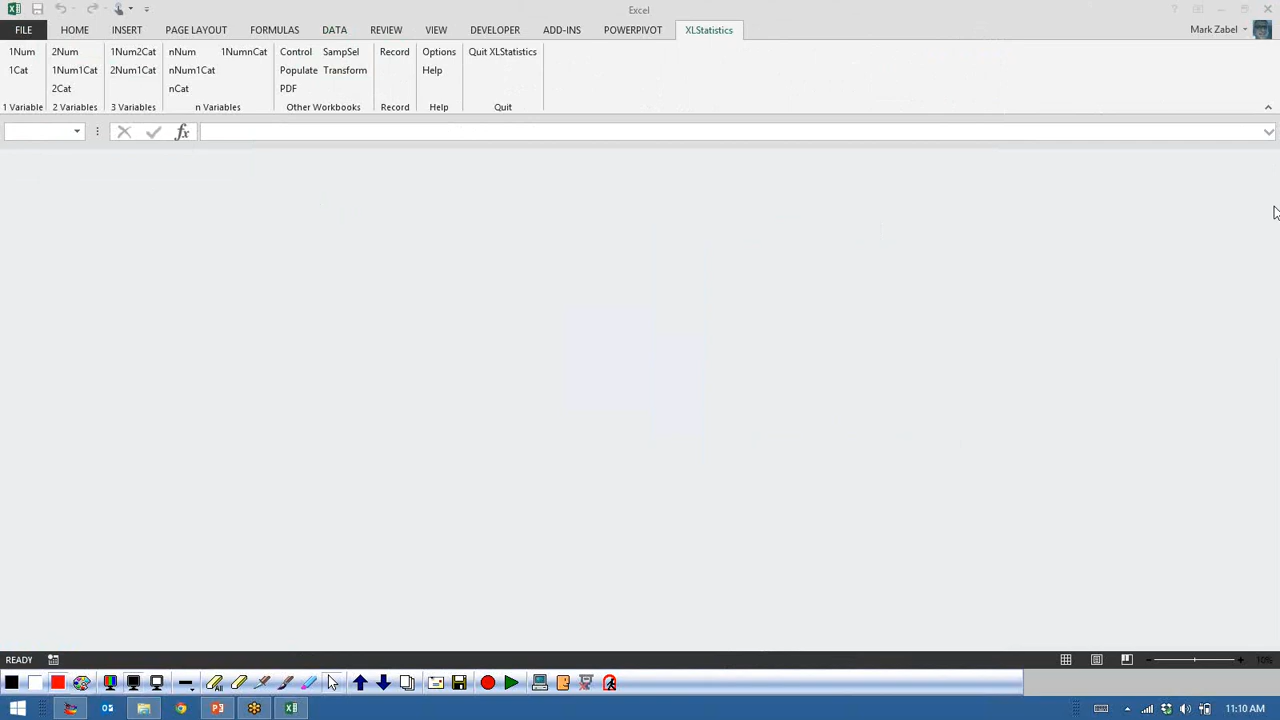 Excel
FILE HOME INSERT PAGE LAYOUT FORMULAS DATA REVIEW VIEW DEVELOPER ADD-INS POWERPIVOT XLStatistics Mark Zabel
1Num 2Num 1Num2Cat nNum 1NumnCat Control SampSel Record Options Quit XLStatistics
1Cat 1Num1Cat 2Num1Cat nNum1Cat Populate Transform Help
2Cat nCat PDF
1 Variable 2 Variables 3 Variables n Variables Other Workbooks Record Help Quit
fx
READY 10%
11:10 AM